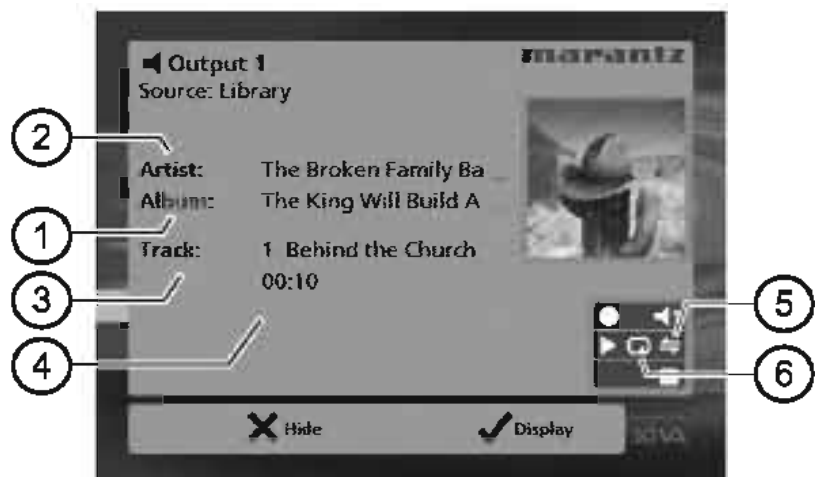 Output 1
marantz
Source: Library
2
Artist: The Broken Family Ba ...
Album: The King Will Build A
1
Track: 1 Behind the Church
3
00:10
5
4
6
Hide
Display